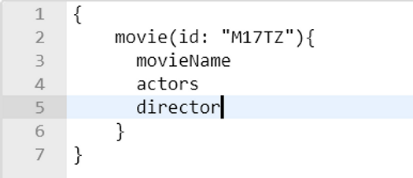 1 {
2     movie(id: "M17TZ"){
3       movieName
4       actors
5       director
6     }
7 }